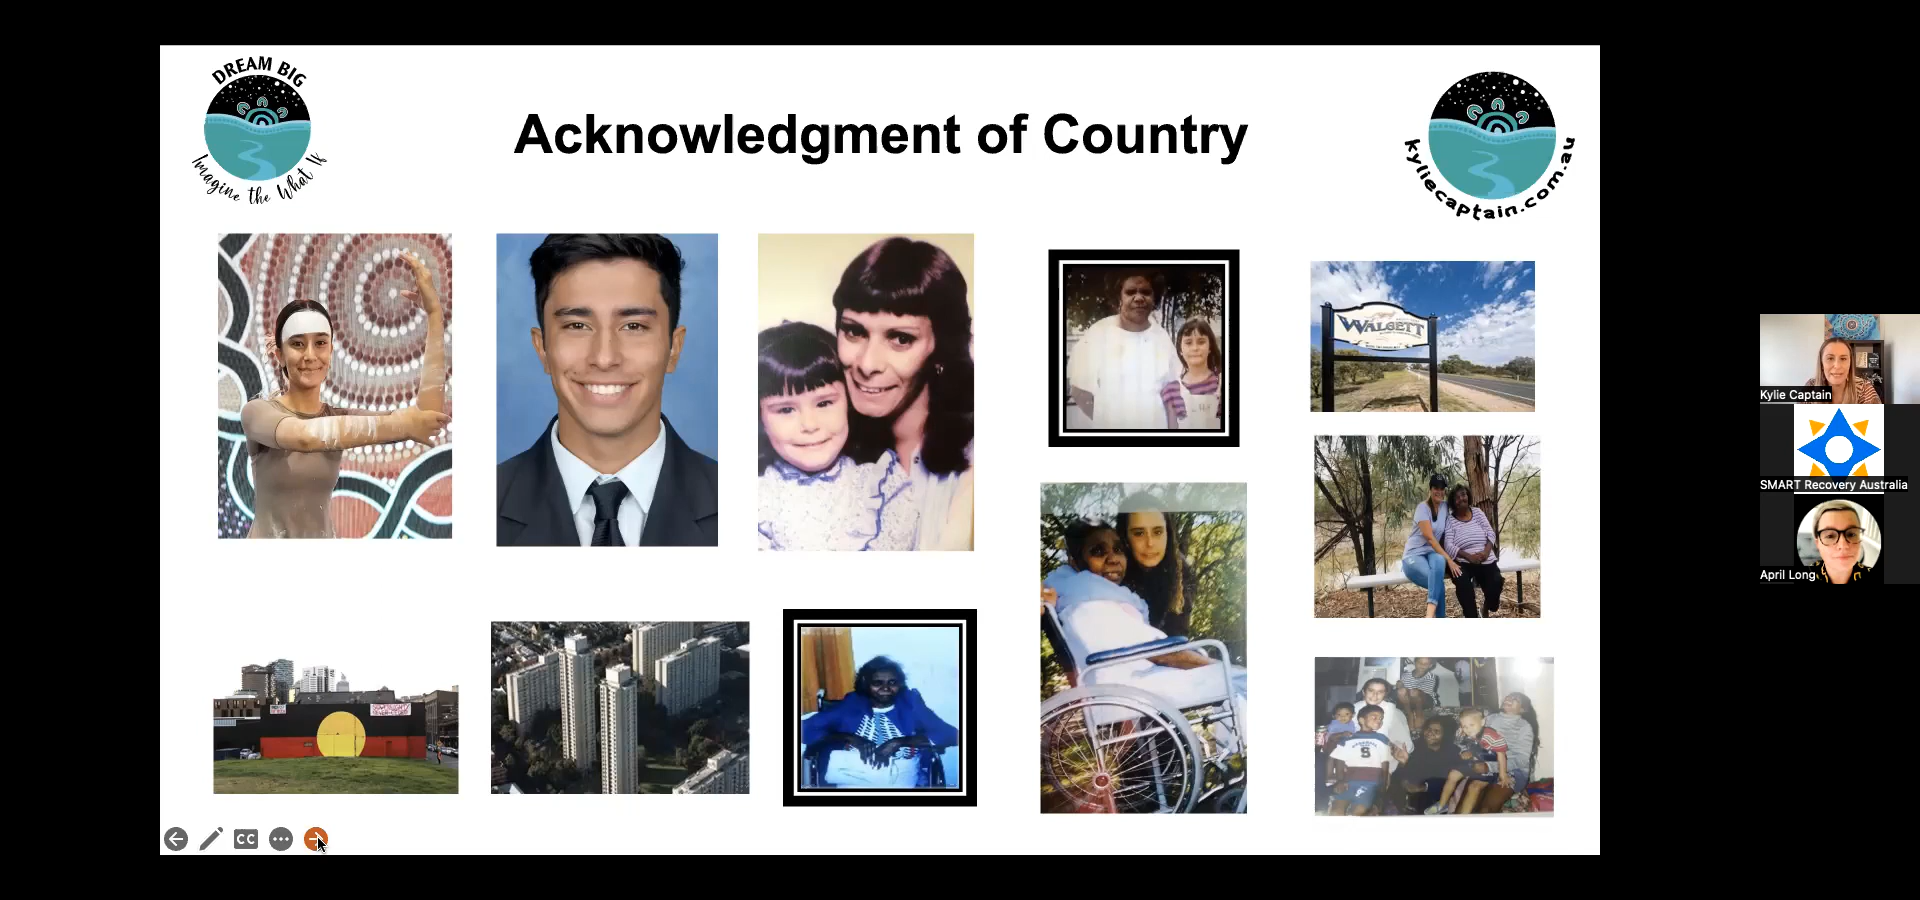 DREAM BIG
Imagine the What If
Acknowledgment of Country
kyliecaptain.com.au
WALGETT
S
CC
Kylie Captain
SMART Recovery Australia
April Long